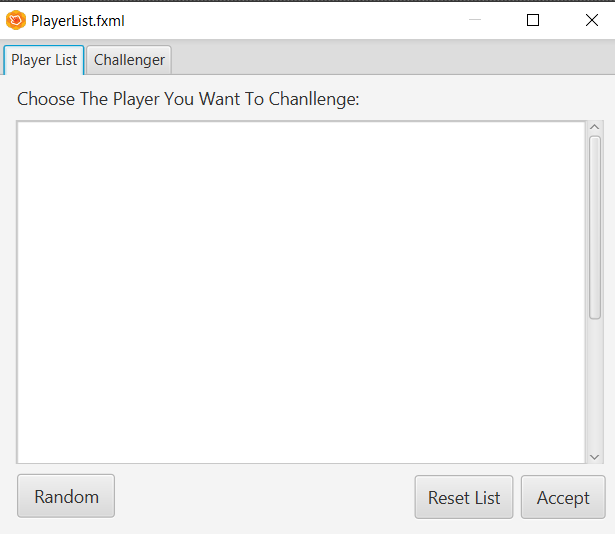 PlayerList.fxml
Player List Challenger
Choose The Player You Want To Chanllenge:
Random Reset List Accept